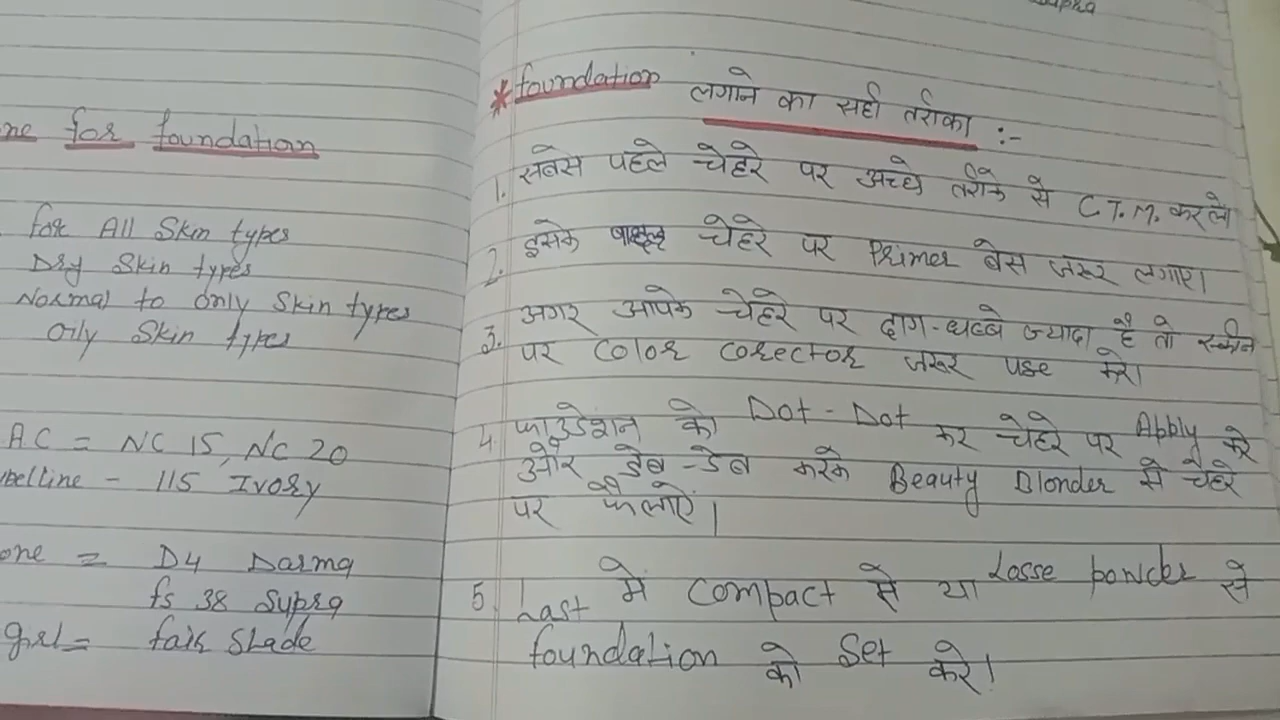 ne for foundation
for All Skin types
Dry Skin types
Normal to only Skin types
Oily Skin types
AC = NC 15, NC 20
belline - 115 Ivory
one = D4 Darma
fs 38 Supra
girl = fair Shade
* foundation लगाने का सही तरीका :-
1. सबसे पहले चेहरे पर अच्छे तरीके से C.T.M. करले
2. इसके चेहरे पर Primer बेस जरूर लगाए।
3. अगर आपके चेहरे पर दाग-धब्बे ज्यादा है तो स्कीन
पर Color Corector जरूर use करे।
4. फाउंडेशन को Dot-Dot कर चेहरे पर Apply करे
और डेब-डेब करके Beauty Blonder से चेहरे
पर फैलाऐ।
5. Last में Compact से या Losse powder से
foundation को Set करे।